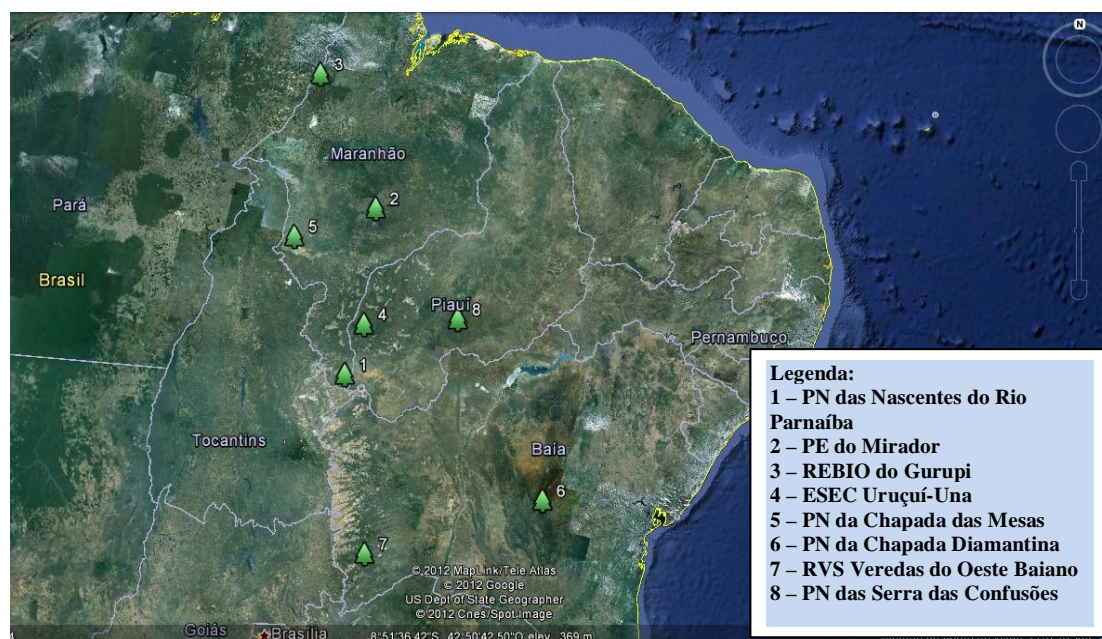 N
3
Maranhão
2
Pará
5
Brasil
Piauí
8
4
Pernambuco
1
Tocantins
Baía
6
7
© 2012 MapLink/Tele Atlas
© 2012 Google
US Dept of State Geographer
© 2012 Cnes/Spot Image
Goiás
Brasília
8°51'36.42"S 42°50'42.50"O elev 369 m
Legenda:
1 – PN das Nascentes do Rio
Parnaíba
2 – PE do Mirador
3 – REBIO do Gurupi
4 – ESEC Uruçuí-Una
5 – PN da Chapada das Mesas
6 – PN da Chapada Diamantina
7 – RVS Veredas do Oeste Baiano
8 – PN das Serra das Confusões